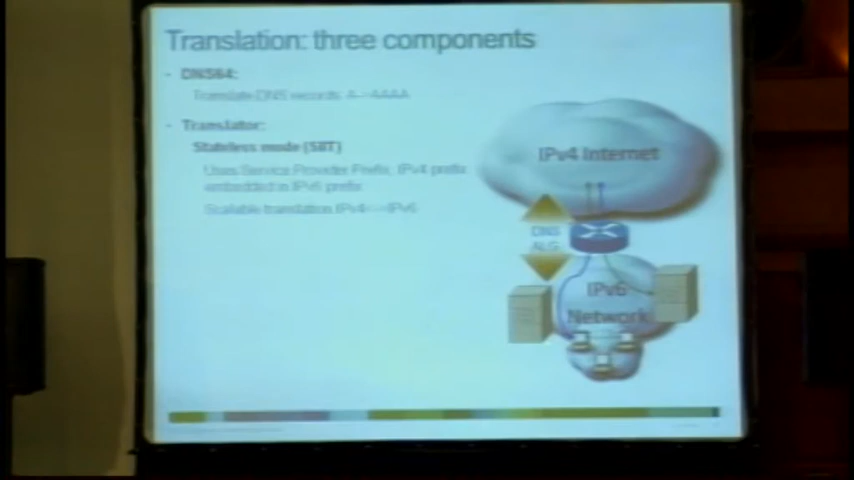 Translation: three components
- DNS64:
Translate DNS records: A-->AAAA
- Translator:
Stateless mode (SIIT)
Uses Service Provider Prefix, IPv4 prefix
embedded in IPv6 prefix
Scalable translation IPv4<-->IPv6
IPv4 Internet
DNS
ALG
IPv6
Network